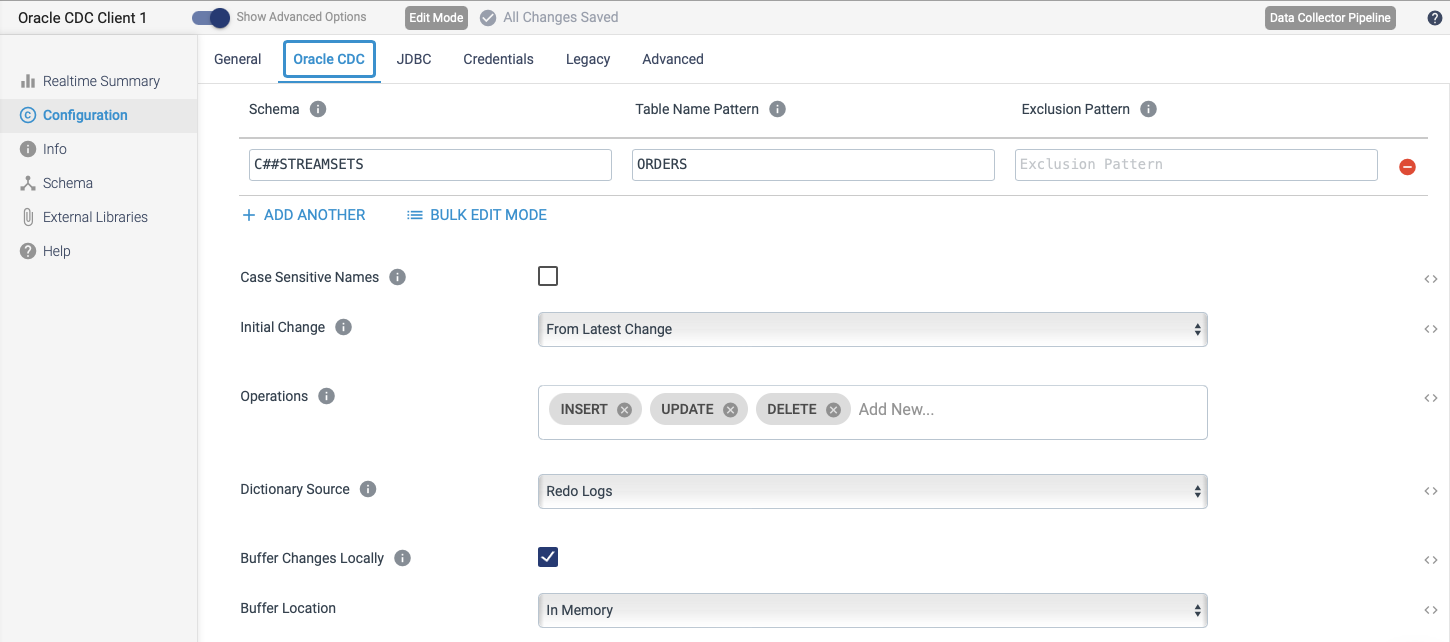 Oracle CDC Client 1
Show Advanced Options
Edit Mode
All Changes Saved
Data Collector Pipeline
?
Realtime Summary
Configuration
Info
Schema
External Libraries
Help
General
Oracle CDC
JDBC
Credentials
Legacy
Advanced
Schema
Table Name Pattern
Exclusion Pattern
C##STREAMSETS
ORDERS
Exclusion Pattern
+ ADD ANOTHER
BULK EDIT MODE
Case Sensitive Names
Initial Change
From Latest Change
Operations
INSERT
UPDATE
DELETE
Add New...
Dictionary Source
Redo Logs
Buffer Changes Locally
Buffer Location
In Memory